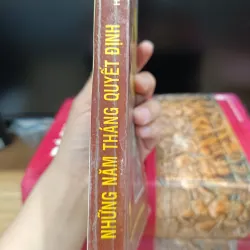 NHỮNG NĂM THÁNG QUYẾT ĐỊNH
H